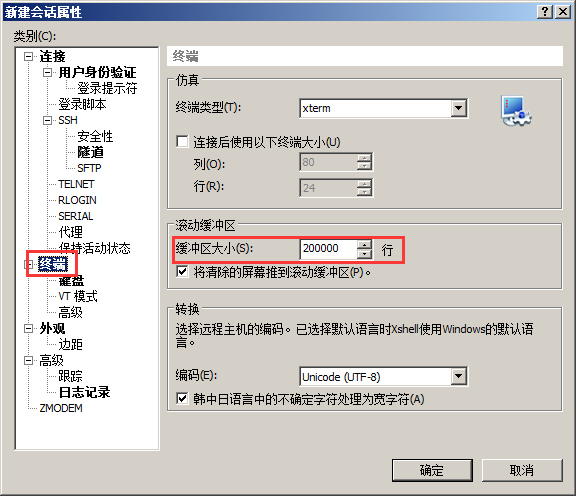 新建会话属性
类别(C):
连接
用户身份验证
登录提示符
登录脚本
SSH
安全性
隧道
SFTP
TELNET
RLOGIN
SERIAL
代理
保持活动状态
终端
键盘
VT 模式
高级
外观
边距
高级
跟踪
日志记录
ZMODEM
终端
仿真
终端类型(T): xterm
连接后使用以下终端大小(U)
列(O): 80
行(R): 24
滚动缓冲区
缓冲区大小(S): 200000 行
将清除的屏幕推到滚动缓冲区(P)。
转换
选择远程主机的编码。已选择默认语言时Xshell使用Windows的默认语
言。
编码(E): Unicode (UTF-8)
韩中日语言中的不确定字符处理为宽字符(A)
确定 取消